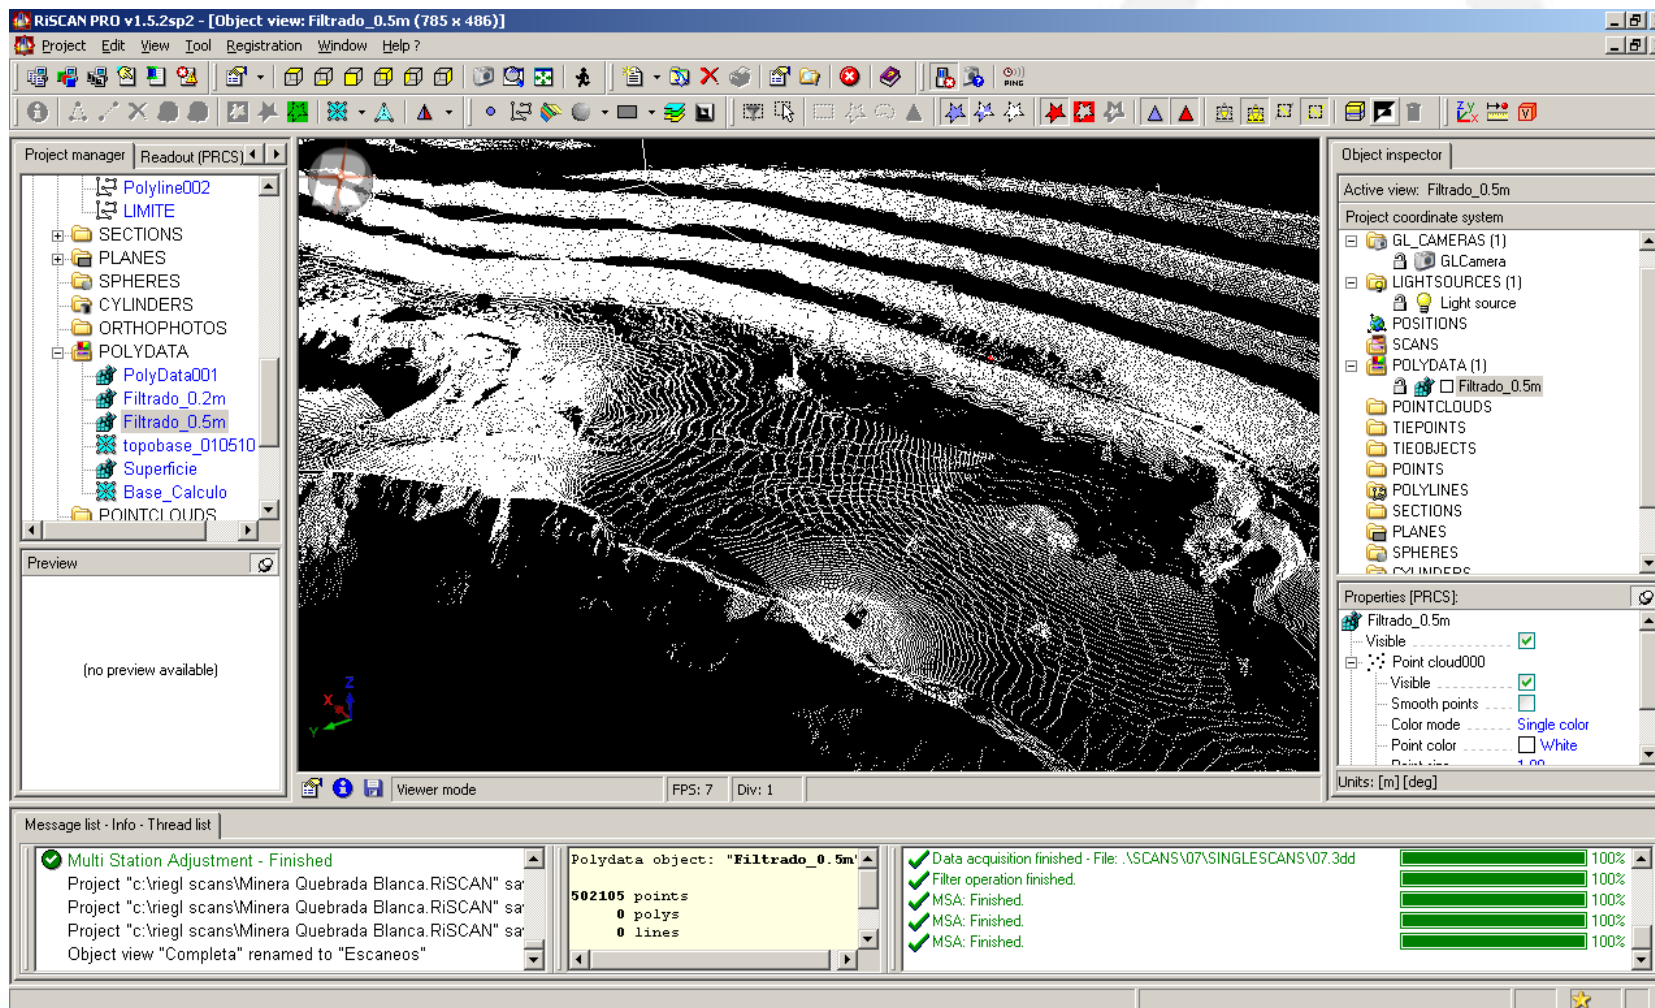 RiSCAN PRO v1.5.2sp2 - [Object view: Filtrado_0.5m (785 x 486)]
Project Edit View Tool Registration Window Help ?
PING
Project manager Readout (PRCS)
Polyline002
LIMITE
SECTIONS
PLANES
SPHERES
CYLINDERS
ORTHOPHOTOS
POLYDATA
PolyData001
Filtrado_0.2m
Filtrado_0.5m
topobase_010510
Superficie
Base_Calculo
POINTCLOUDS
Preview
(no preview available)
Z
X
Y
Viewer mode FPS: 7 Div: 1
Object inspector
Active view: Filtrado_0.5m
Project coordinate system
GL_CAMERAS (1)
GLCamera
LIGHTSOURCES (1)
Light source
POSITIONS
SCANS
POLYDATA (1)
Filtrado_0.5m
POINTCLOUDS
TIEPOINTS
TIEOBJECTS
POINTS
POLYLINES
SECTIONS
PLANES
SPHERES
CYLINDERS
Properties [PRCS]:
Filtrado_0.5m
Visible
Point cloud000
Visible
Smooth points
Color mode Single color
Point color White
Point size 1.00
Units: [m] [deg]
Message list - Info - Thread list
Multi Station Adjustment - Finished
Project "c:\riegl scans\Minera Quebrada Blanca.RiSCAN" sa
Project "c:\riegl scans\Minera Quebrada Blanca.RiSCAN" sa
Project "c:\riegl scans\Minera Quebrada Blanca.RiSCAN" sa
Object view "Completa" renamed to "Escaneos"
Polydata object: "Filtrado_0.5m"
502105 points
0 polys
0 lines
Data acquisition finished - File: .\SCANS\07\SINGLESCANS\07.3dd 100%
Filter operation finished. 100%
MSA: Finished. 100%
MSA: Finished. 100%
MSA: Finished. 100%